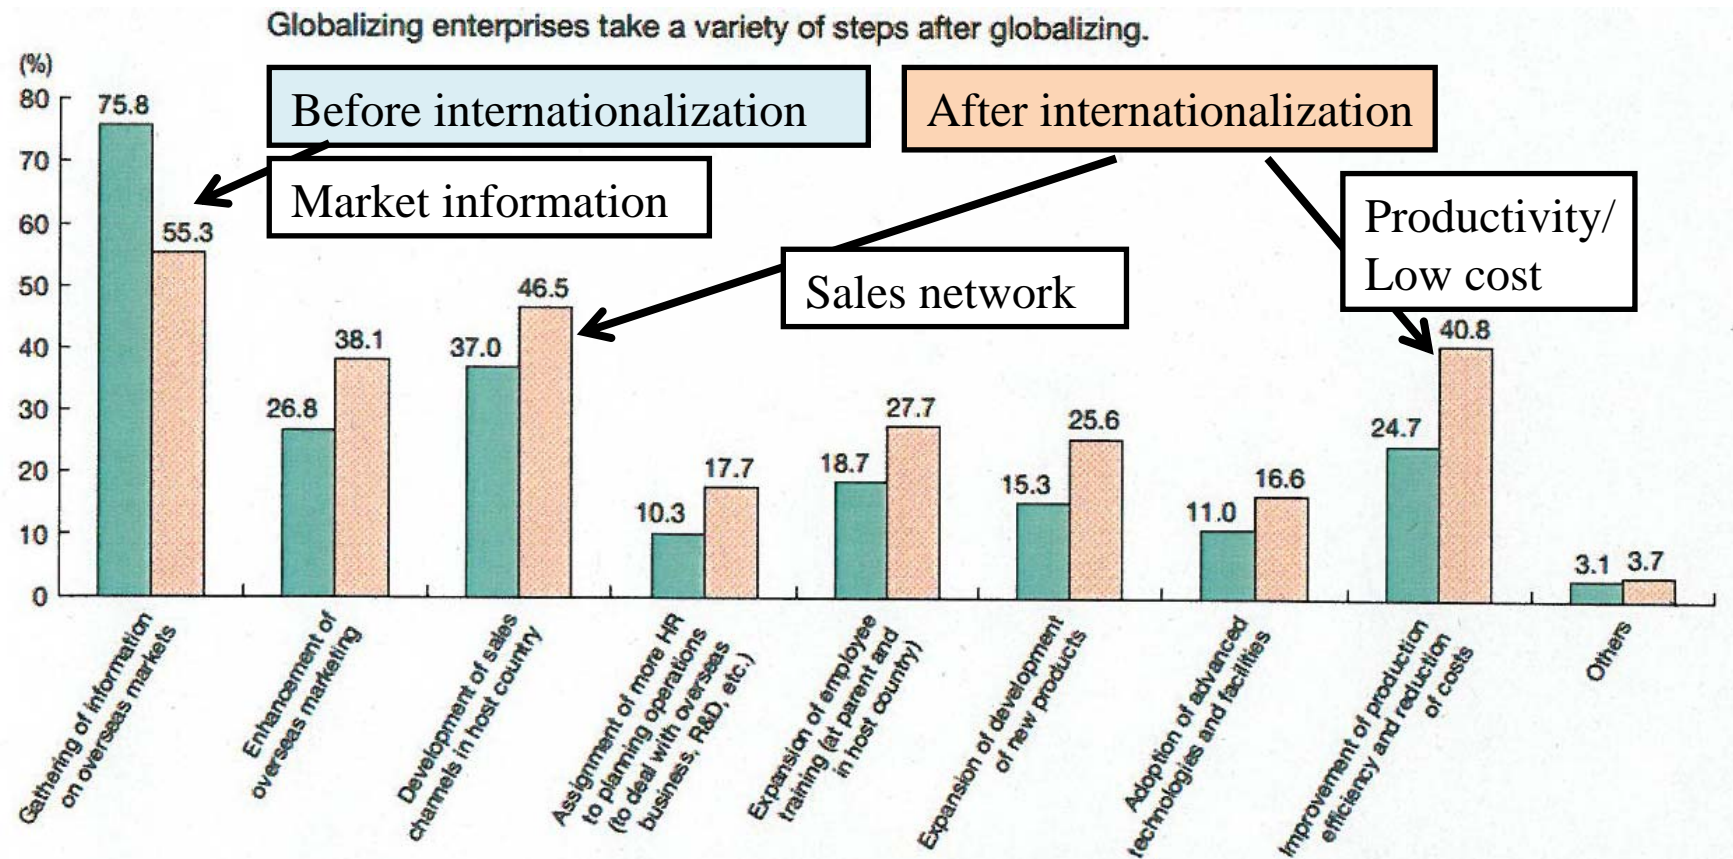 Globalizing enterprises take a variety of steps after globalizing.
(%)
80
70
60
50
40
30
20
10
0
Before internationalization
After internationalization
Market information
Sales network
Productivity/
Low cost
75.8
55.3
26.8
38.1
37.0
46.5
10.3
17.7
18.7
27.7
15.3
25.6
11.0
16.6
24.7
40.8
3.1
3.7
Gathering of information
on overseas markets
Enhancement of
overseas marketing
Development of sales
channels in host country
Assignment of more HR
to planning operations
(to deal with overseas
business, R&D, etc.)
Expansion of employee
training (at parent and
in host country)
Expansion of development
of new products
Adoption of advanced
technologies and facilities
Improvement of production
efficiency and reduction
of costs
Others